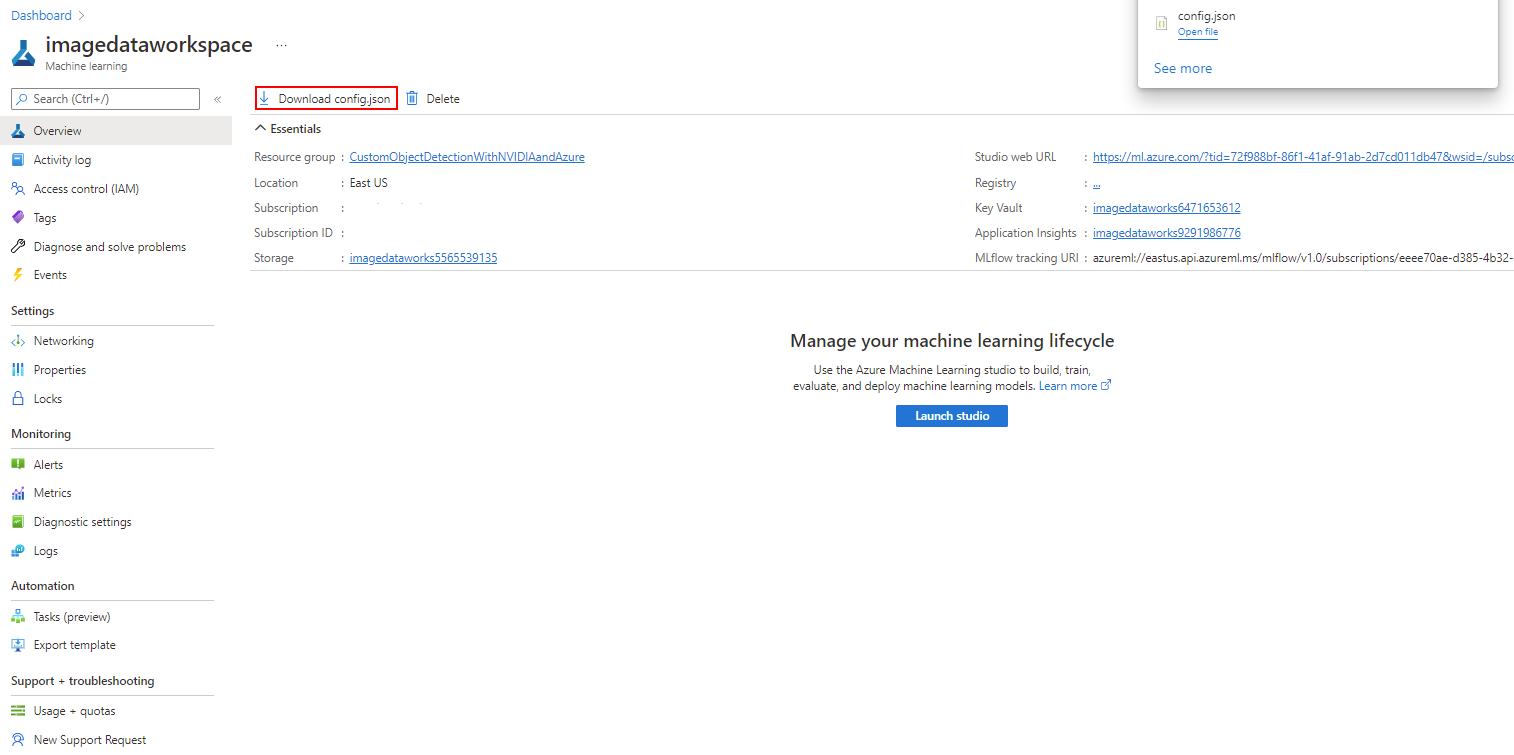 Dashboard >
imagedataworkspace ...
Machine learning
config.json
Open file
See more
Search (Ctrl+/) «
Download config.json Delete
Overview
Activity log
Access control (IAM)
Tags
Diagnose and solve problems
Events
Settings
Networking
Properties
Locks
Monitoring
Alerts
Metrics
Diagnostic settings
Logs
Automation
Tasks (preview)
Export template
Support + troubleshooting
Usage + quotas
New Support Request
Essentials
Resource group : CustomObjectDetectionWithNVIDIAandAzure
Location : East US
Subscription :
Subscription ID :
Storage : imagedataworks5565539135
Studio web URL : https://ml.azure.com/?tid=72f988bf-86f1-41af-91ab-2d7cd011db47&wsid=/subsc
Registry : ...
Key Vault : imagedataworks6471653612
Application Insights : imagedataworks9291986776
MLflow tracking URI : azureml://eastus.api.azureml.ms/mlflow/v1.0/subscriptions/eeee70ae-d385-4b32-
Manage your machine learning lifecycle
Use the Azure Machine Learning studio to build, train,
evaluate, and deploy machine learning models. Learn more
Launch studio